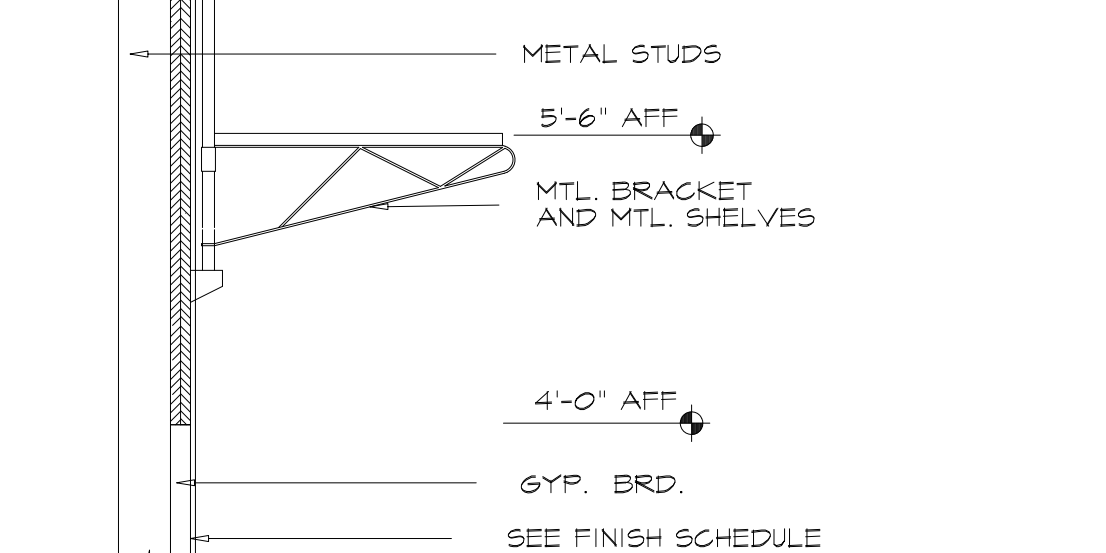 METAL STUDS
5'-6" AFF
MTL. BRACKET
AND MTL. SHELVES
4'-0" AFF
GYP. BRD.
SEE FINISH SCHEDULE